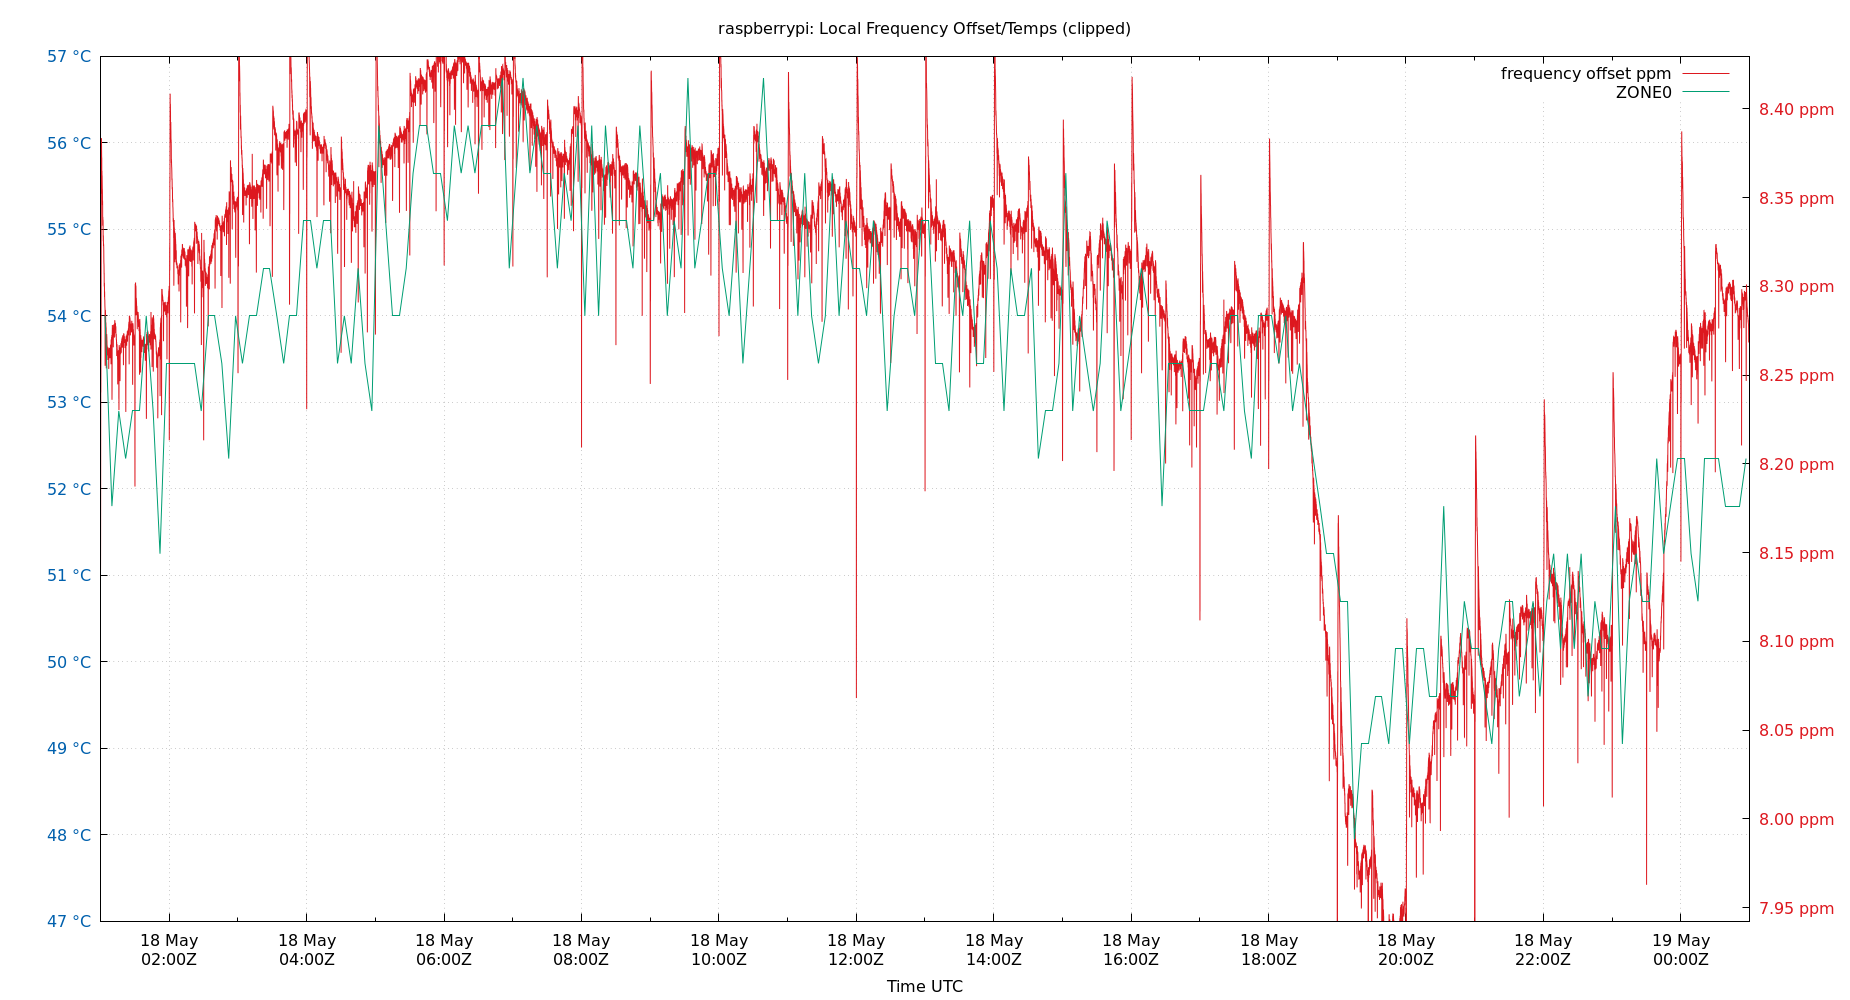 raspberrypi: Local Frequency Offset/Temps (clipped)
57 °C
56 °C
55 °C
54 °C
53 °C
52 °C
51 °C
50 °C
49 °C
48 °C
47 °C
frequency offset ppm
ZONE0
8.40 ppm
8.35 ppm
8.30 ppm
8.25 ppm
8.20 ppm
8.15 ppm
8.10 ppm
8.05 ppm
8.00 ppm
7.95 ppm
18 May 18 May 18 May 18 May 18 May 18 May 18 May 18 May 18 May 18 May 18 May 19 May
02:00Z 04:00Z 06:00Z 08:00Z 10:00Z 12:00Z 14:00Z 16:00Z 18:00Z 20:00Z 22:00Z 00:00Z
Time UTC